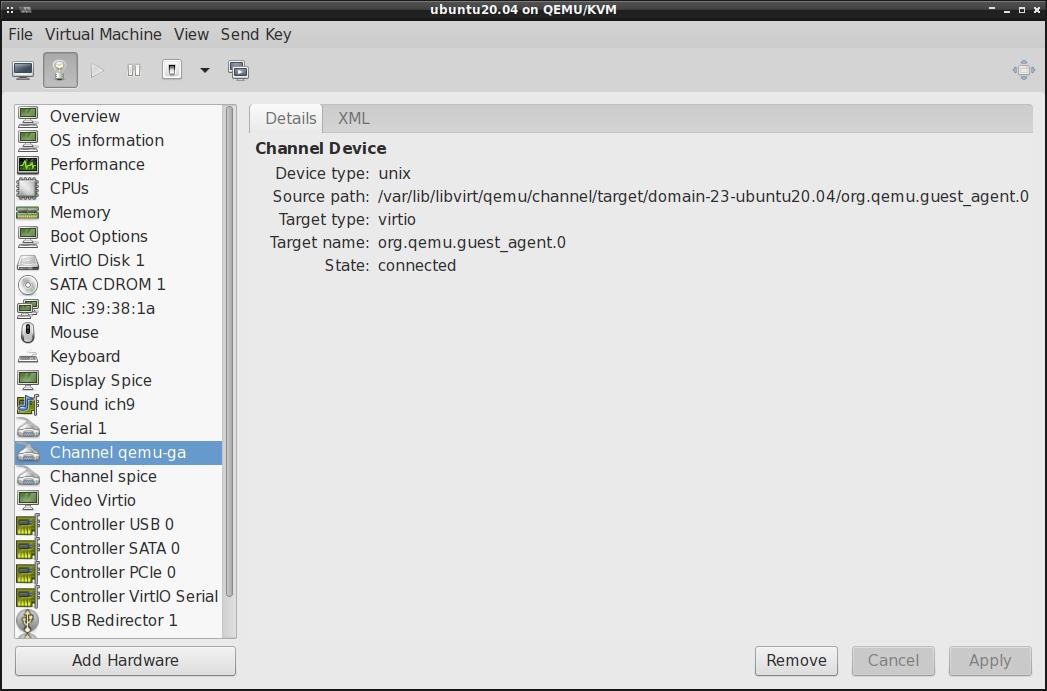 ubuntu20.04 on QEMU/KVM
File Virtual Machine View Send Key
Overview
OS information
Performance
CPUs
Memory
Boot Options
VirtIO Disk 1
SATA CDROM 1
NIC :39:38:1a
Mouse
Keyboard
Display Spice
Sound ich9
Serial 1
Channel qemu-ga
Channel spice
Video Virtio
Controller USB 0
Controller SATA 0
Controller PCIe 0
Controller VirtIO Serial
USB Redirector 1
Add Hardware
Details XML
Channel Device
Device type: unix
Source path: /var/lib/libvirt/qemu/channel/target/domain-23-ubuntu20.04/org.qemu.guest_agent.0
Target type: virtio
Target name: org.qemu.guest_agent.0
State: connected
Remove Cancel Apply